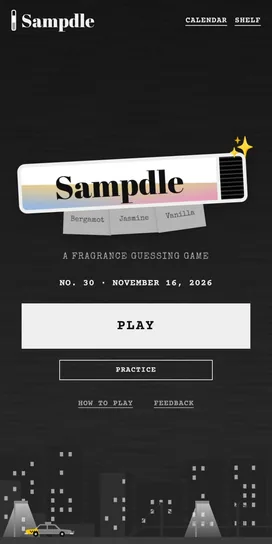 Sampdle
CALENDAR SHELF
Sampdle
Bergamot Jasmine Vanilla
A FRAGRANCE GUESSING GAME
NO. 30 · NOVEMBER 16, 2026
PLAY
PRACTICE
HOW TO PLAY FEEDBACK